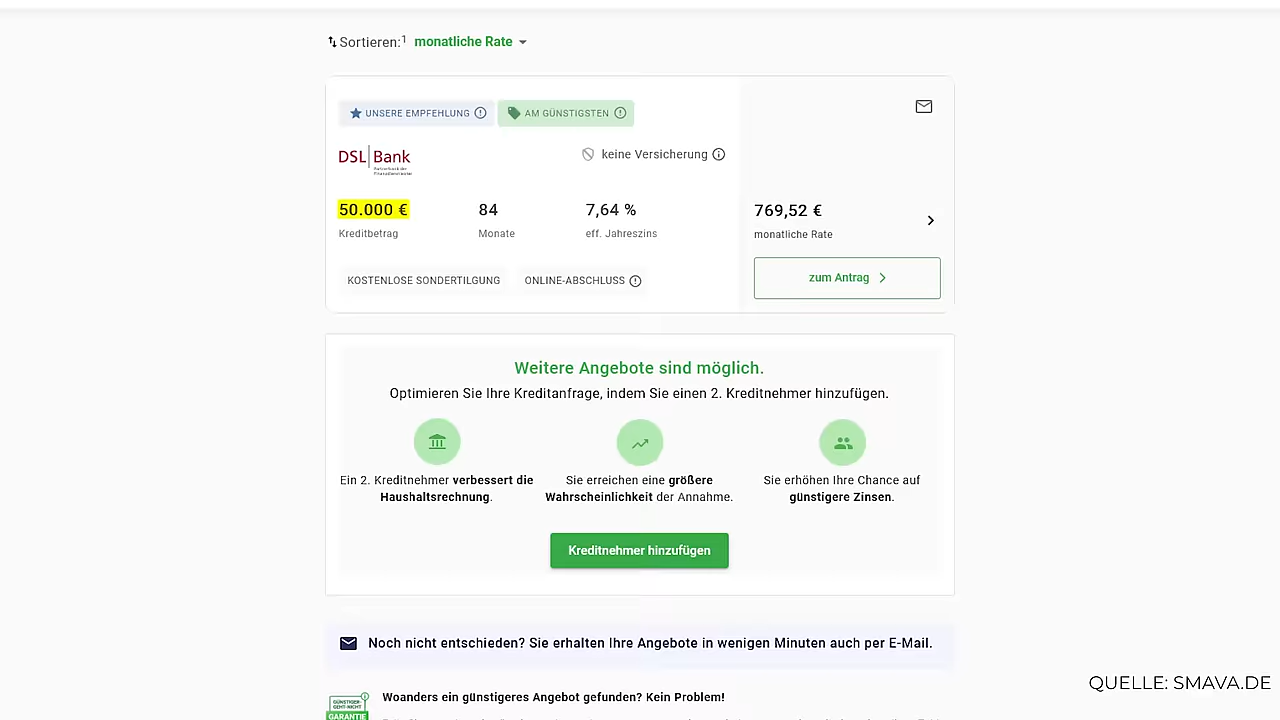 Sortieren:¹ monatliche Rate
UNSERE EMPFEHLUNG AM GÜNSTIGSTEN
DSL Bank
keine Versicherung
50.000 € 84 7,64 % 769,52 €
Kreditbetrag Monate eff. Jahreszins monatliche Rate
KOSTENLOSE SONDERTILGUNG ONLINE-ABSCHLUSS zum Antrag
Weitere Angebote sind möglich.
Optimieren Sie Ihre Kreditanfrage, indem Sie einen 2. Kreditnehmer hinzufügen.
Ein 2. Kreditnehmer verbessert die
Haushaltsrechnung.
Sie erreichen eine größere
Wahrscheinlichkeit der Annahme.
Sie erhöhen Ihre Chance auf
günstigere Zinsen.
Kreditnehmer hinzufügen
Noch nicht entschieden? Sie erhalten Ihre Angebote in wenigen Minuten auch per E-Mail.
GÜNSTIGER-
GEHT-NICHT
GARANTIE
Woanders ein günstigeres Angebot gefunden? Kein Problem!
QUELLE: SMAVA.DE